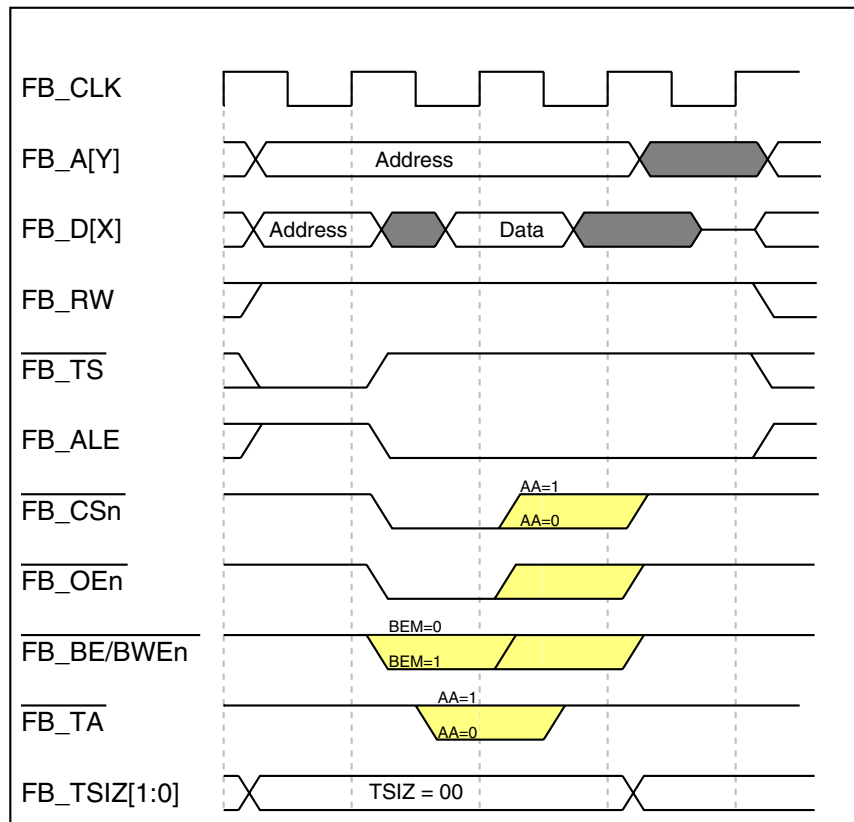 FB_CLK
FB_A[Y]
Address
FB_D[X]
Address
Data
FB_RW
FB_TS
FB_ALE
FB_CSn
AA=1
AA=0
FB_OEn
FB_BE/BWEn
BEM=0
BEM=1
FB_TA
AA=1
AA=0
FB_TSIZ[1:0]
TSIZ = 00